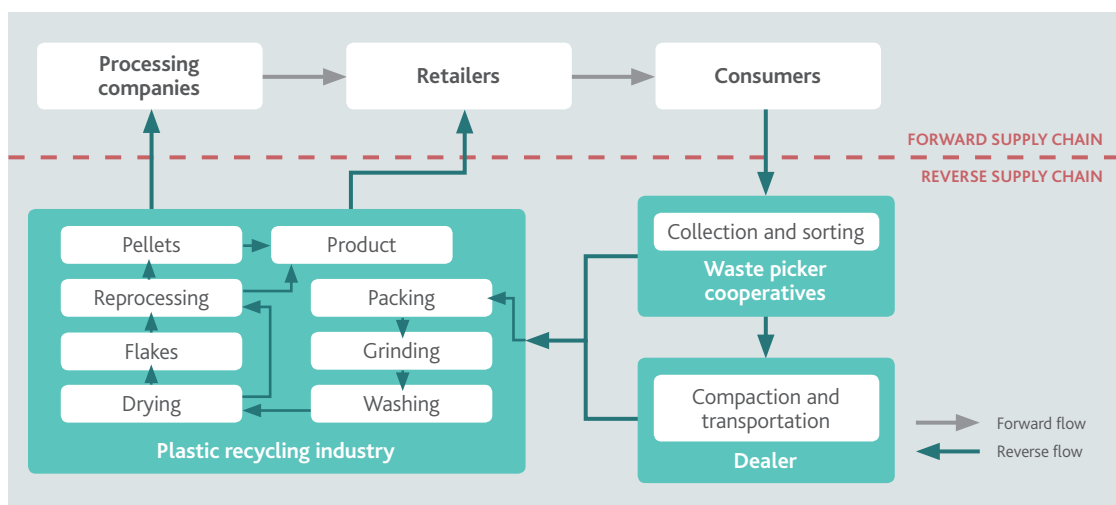 Processing
companies
Retailers
Consumers
FORWARD SUPPLY CHAIN
REVERSE SUPPLY CHAIN
Pellets
Product
Reprocessing
Packing
Flakes
Grinding
Drying
Washing
Plastic recycling industry
Collection and sorting
Waste picker
cooperatives
Compaction and
transportation
Dealer
Forward flow
Reverse flow